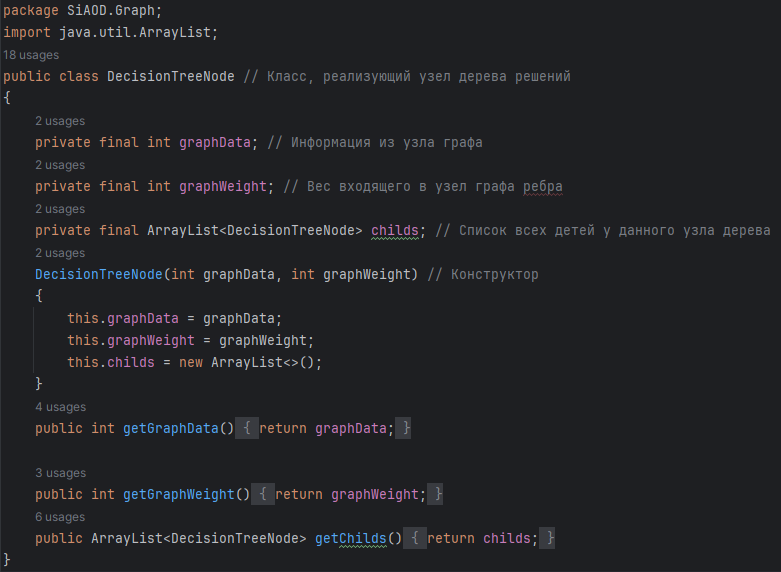 package SiAOD.Graph;
import java.util.ArrayList;
18 usages
public class DecisionTreeNode // Класс, реализующий узел дерева решений
{
2 usages
private final int graphData; // Информация из узла графа
2 usages
private final int graphWeight; // Вес входящего в узел графа ребра
2 usages
private final ArrayList<DecisionTreeNode> childs; // Список всех детей у данного узла дерева
2 usages
DecisionTreeNode(int graphData, int graphWeight) // Конструктор
{
this.graphData = graphData;
this.graphWeight = graphWeight;
this.childs = new ArrayList<>();
}
4 usages
public int getGraphData() { return graphData; }
3 usages
public int getGraphWeight() { return graphWeight; }
6 usages
public ArrayList<DecisionTreeNode> getChilds() { return childs; }
}